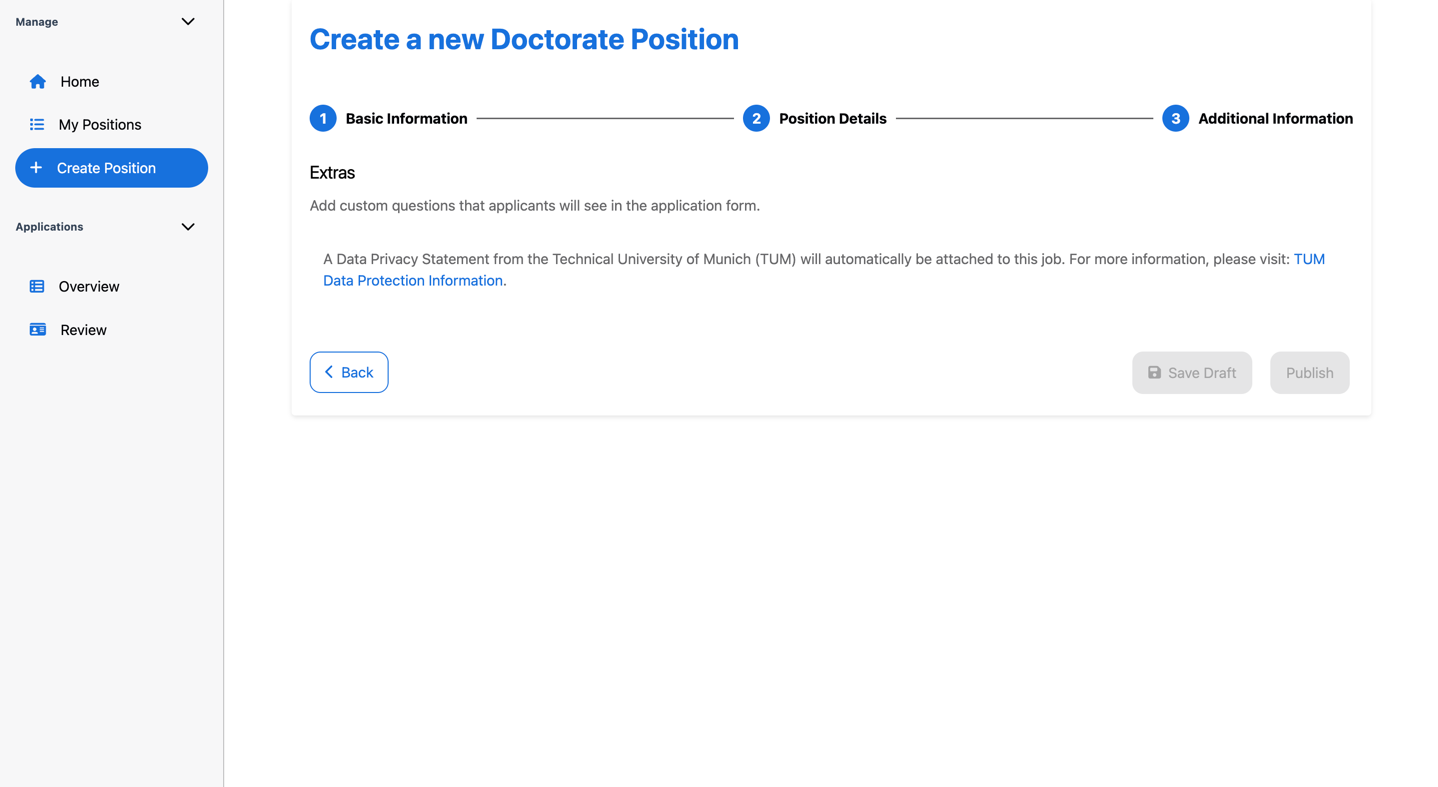 Manage
Home
My Positions
Create Position
Applications
Overview
Review
Create a new Doctorate Position
1 Basic Information 2 Position Details 3 Additional Information
Extras
Add custom questions that applicants will see in the application form.
A Data Privacy Statement from the Technical University of Munich (TUM) will automatically be attached to this job. For more information, please visit: TUM
Data Protection Information.
Back Save Draft Publish